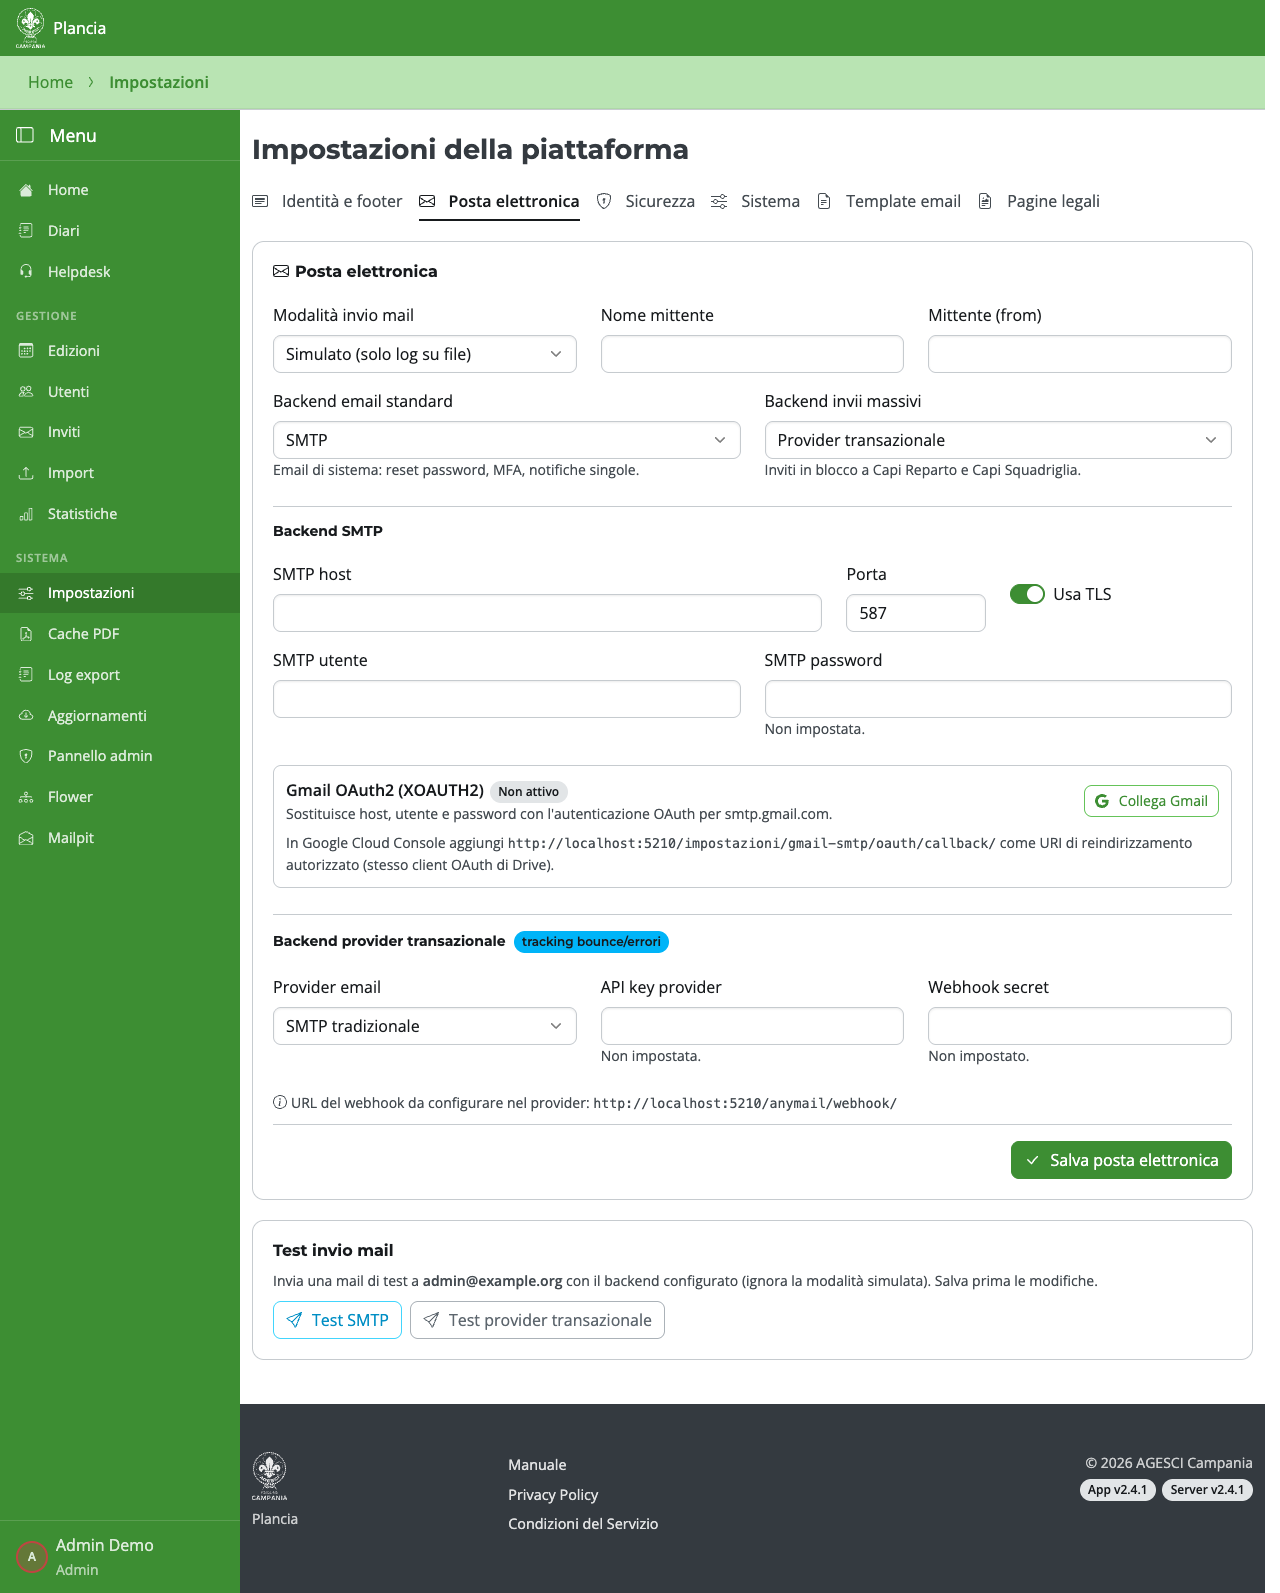 CAMPANIA
Plancia
Home
Impostazioni
Menu
Home
Diari
Helpdesk
GESTIONE
Edizioni
Utenti
Inviti
Import
Statistiche
SISTEMA
Impostazioni
Cache PDF
Log export
Aggiornamenti
Pannello admin
Flower
Mailpit
A
Admin Demo
Admin
Impostazioni della piattaforma
Identità e footer
Posta elettronica
Sicurezza
Sistema
Template email
Pagine legali
Posta elettronica
Modalità invio mail
Nome mittente
Mittente (from)
Simulato (solo log su file)
Backend email standard
Backend invii massivi
SMTP
Provider transazionale
Email di sistema: reset password, MFA, notifiche singole.
Inviti in blocco a Capi Reparto e Capi Squadriglia.
Backend SMTP
SMTP host
Porta
587
Usa TLS
SMTP utente
SMTP password
Non impostata.
Gmail OAuth2 (XOAUTH2) Non attivo
Sostituisce host, utente e password con l'autenticazione OAuth per smtp.gmail.com.
Collega Gmail
In Google Cloud Console aggiungi http://localhost:5210/impostazioni/gmail-smtp/oauth/callback/ come URI di reindirizzamento
autorizzato (stesso client OAuth di Drive).
Backend provider transazionale tracking bounce/errori
Provider email
API key provider
Webhook secret
SMTP tradizionale
Non impostata.
Non impostato.
URL del webhook da configurare nel provider: http://localhost:5210/anymail/webhook/
Salva posta elettronica
Test invio mail
Invia una mail di test a admin@example.org con il backend configurato (ignora la modalità simulata). Salva prima le modifiche.
Test SMTP
Test provider transazionale
CAMPANIA
Plancia
Manuale
Privacy Policy
Condizioni del Servizio
© 2026 AGESCI Campania
App v2.4.1
Server v2.4.1